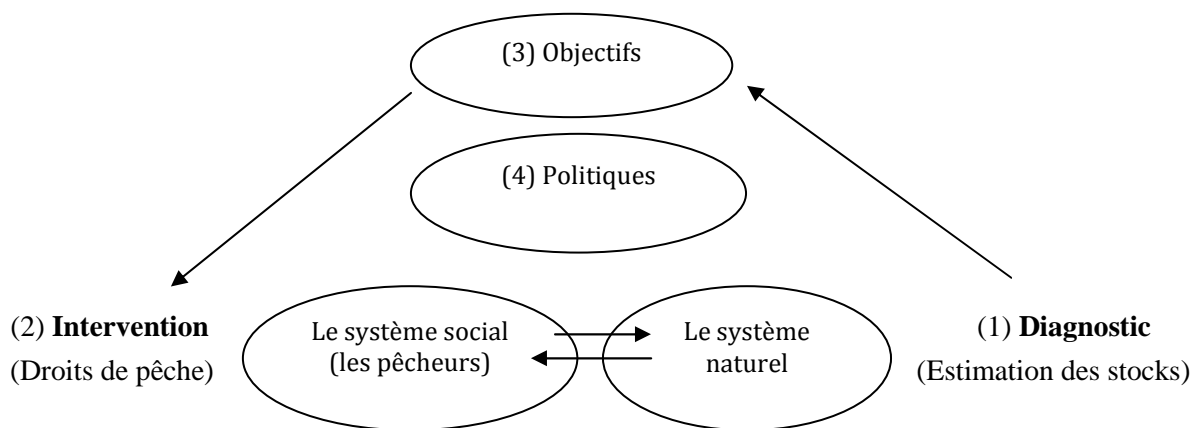 (3) Objectifs
(4) Politiques
(2) Intervention
(Droits de pêche)
Le système social
(les pêcheurs)
Le système
naturel
(1) Diagnostic
(Estimation des stocks)